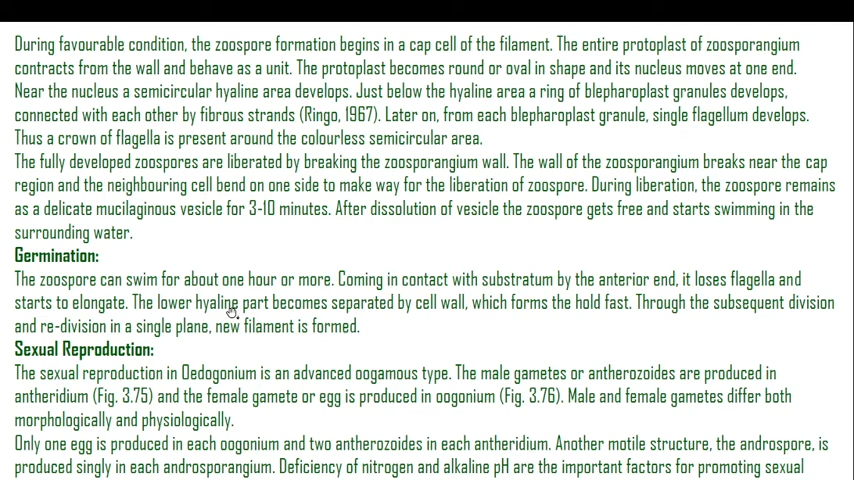 During favourable condition, the zoospore formation begins in a cap cell of the filament. The entire protoplast of zoosporangium
contracts from the wall and behave as a unit. The protoplast becomes round or oval in shape and its nucleus moves at one end.
Near the nucleus a semicircular hyaline area develops. Just below the hyaline area a ring of blepharoplast granules develops,
connected with each other by fibrous strands (Ringo, 1967). Later on, from each blepharoplast granule, single flagellum develops.
Thus a crown of flagella is present around the colourless semicircular area.
The fully developed zoospores are liberated by breaking the zoosporangium wall. The wall of the zoosporangium breaks near the cap
region and the neighbouring cell bend on one side to make way for the liberation of zoospore. During liberation, the zoospore remains
as a delicate mucilaginous vesicle for 3-10 minutes. After dissolution of vesicle the zoospore gets free and starts swimming in the
surrounding water.
Germination:
The zoospore can swim for about one hour or more. Coming in contact with substratum by the anterior end, it loses flagella and
starts to elongate. The lower hyaline part becomes separated by cell wall, which forms the hold fast. Through the subsequent division
and re-division in a single plane, new filament is formed.
Sexual Reproduction:
The sexual reproduction in Oedogonium is an advanced oogamous type. The male gametes or antherozoides are produced in
antheridium (Fig. 3.75) and the female gamete or egg is produced in oogonium (Fig. 3.76). Male and female gametes differ both
morphologically and physiologically.
Only one egg is produced in each oogonium and two antherozoides in each antheridium. Another motile structure, the androspore, is
produced singly in each androsporangium. Deficiency of nitrogen and alkaline pH are the important factors for promoting sexual